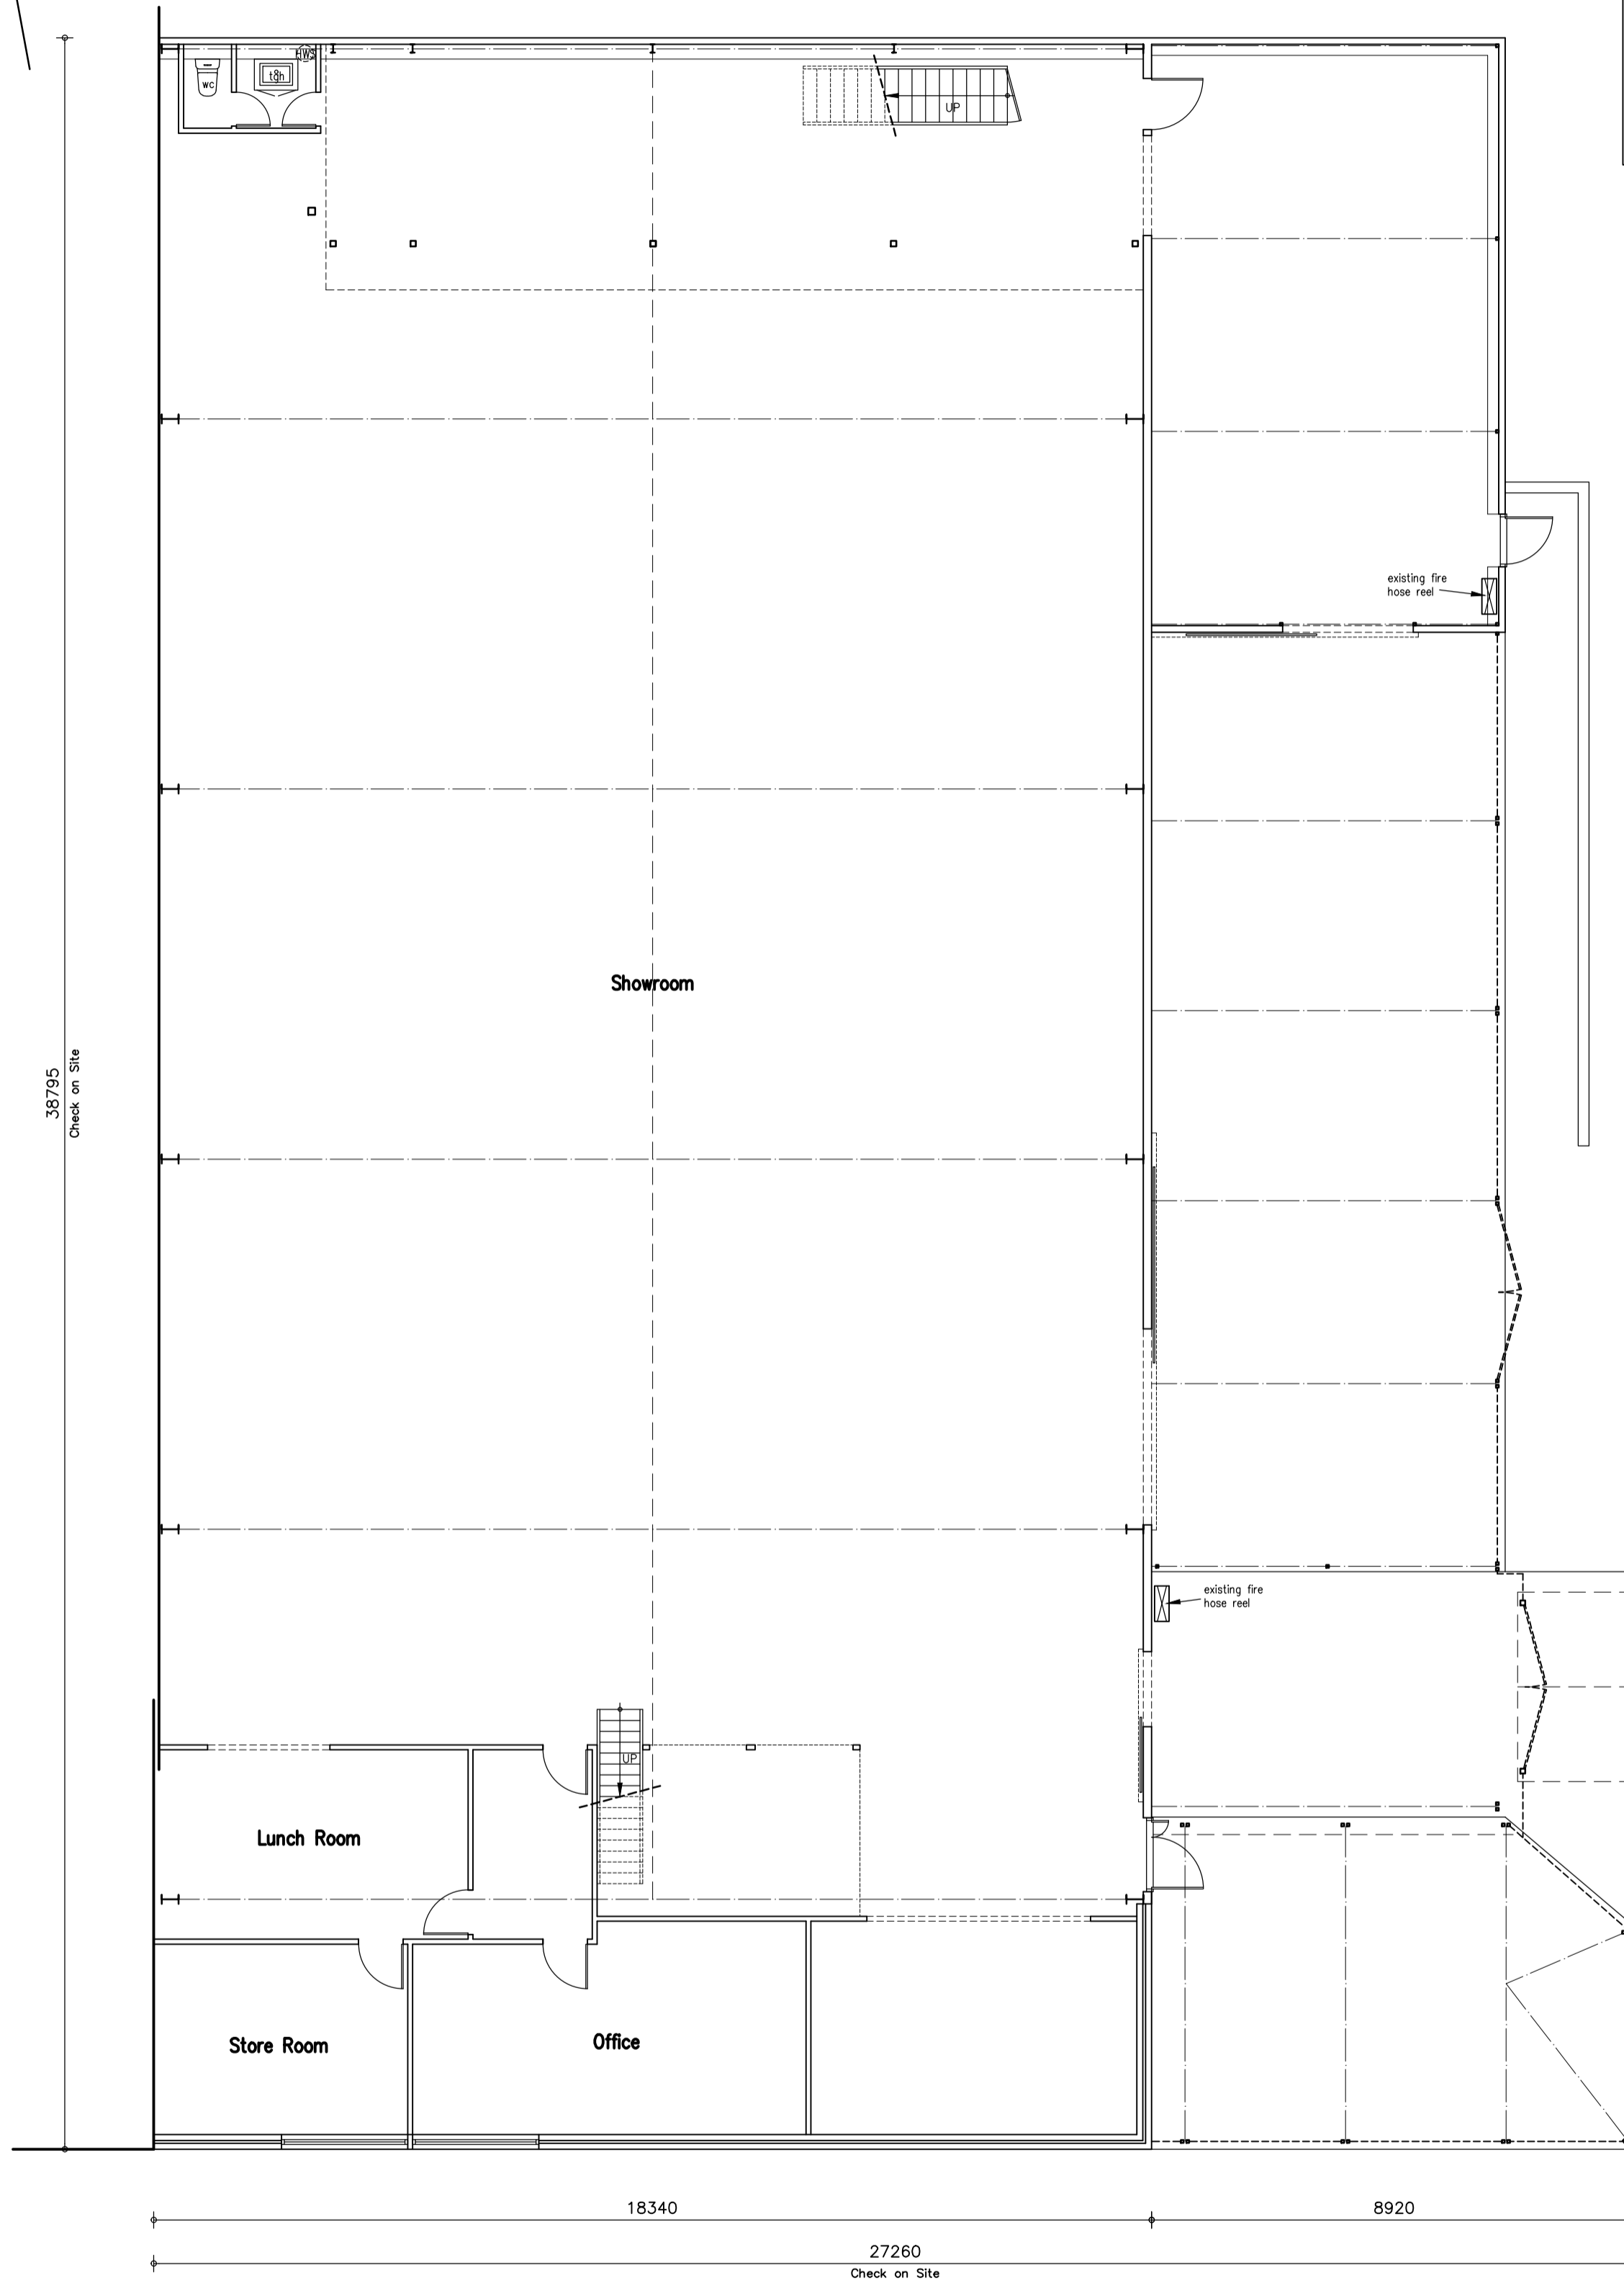 HWS
WC
t&h
UP
existing fire
hose reel
Showroom
38795
Check on Site
existing fire
hose reel
UP
Lunch Room
Store Room
Office
18340
8920
27260
Check on Site